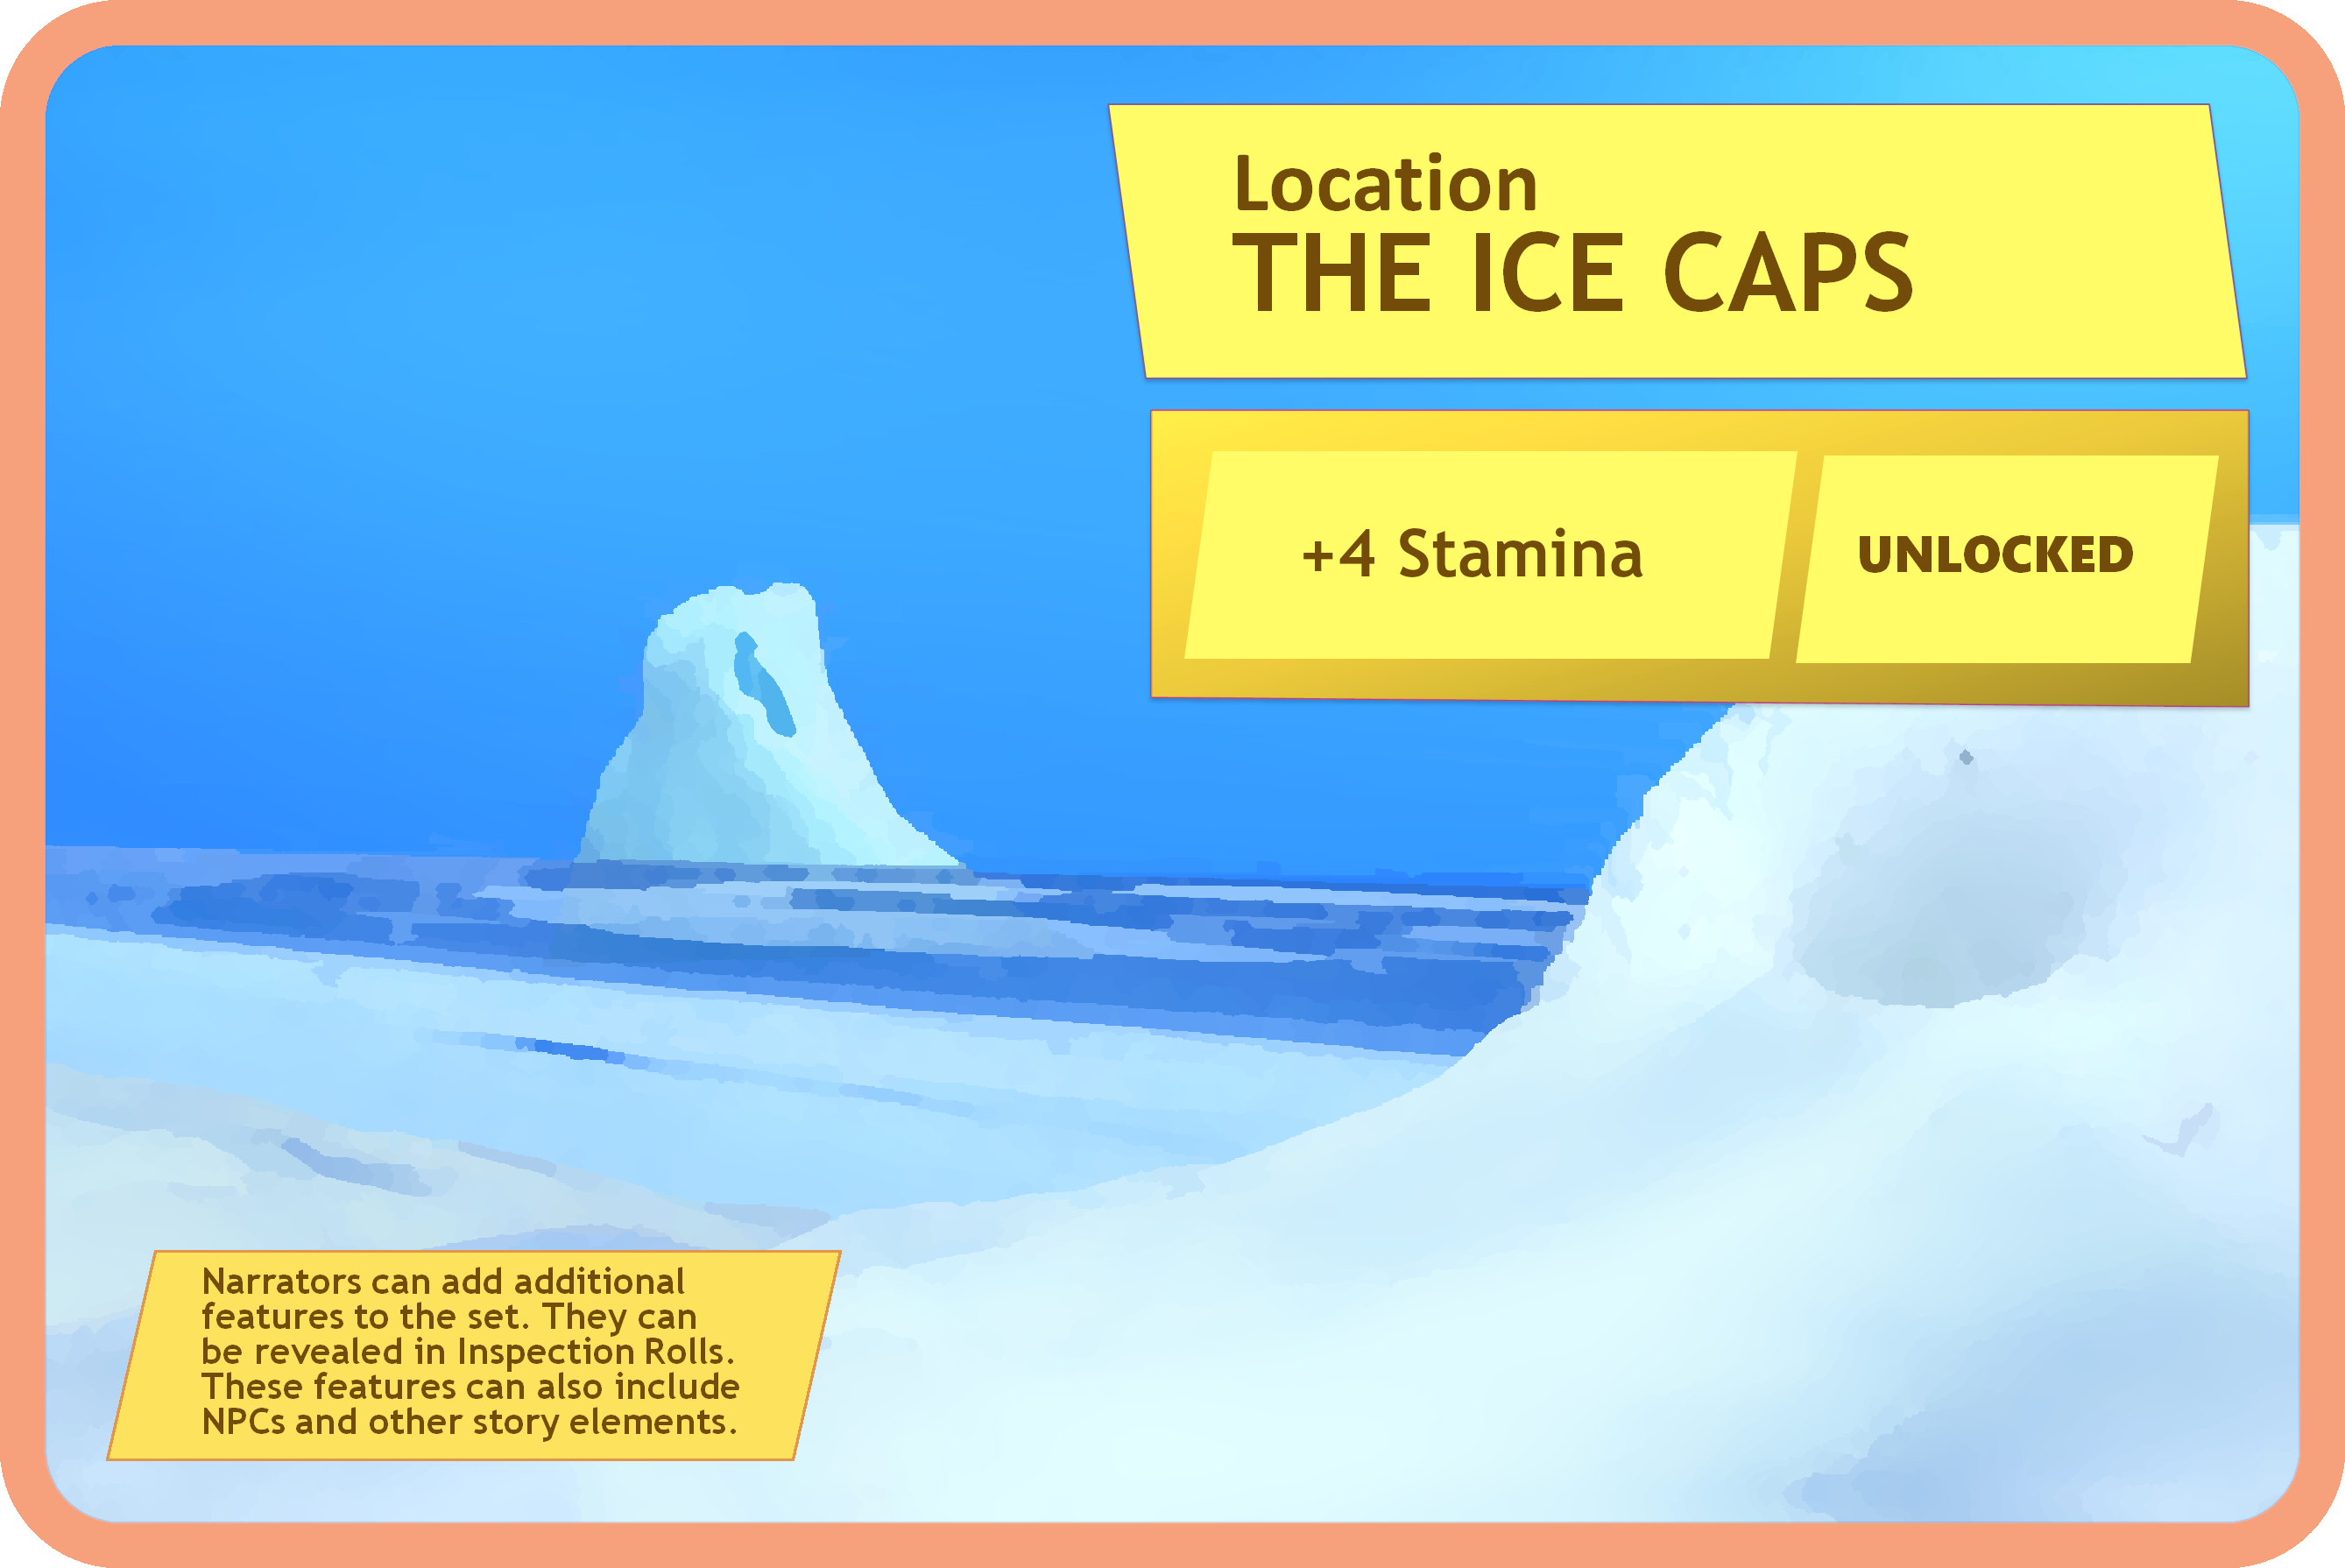 Location
THE ICE CAPS
+4 Stamina
UNLOCKED
Narrators can add additional
features to the set. They can
be revealed in Inspection Rolls.
These features can also include
NPCs and other story elements.